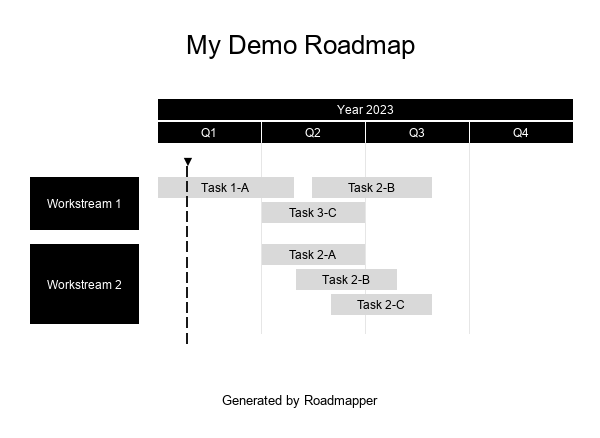 My Demo Roadmap
Year 2023
Q1 Q2 Q3 Q4
Workstream 1
Task 1-A Task 2-B
Task 3-C
Workstream 2
Task 2-A
Task 2-B
Task 2-C
Generated by Roadmapper